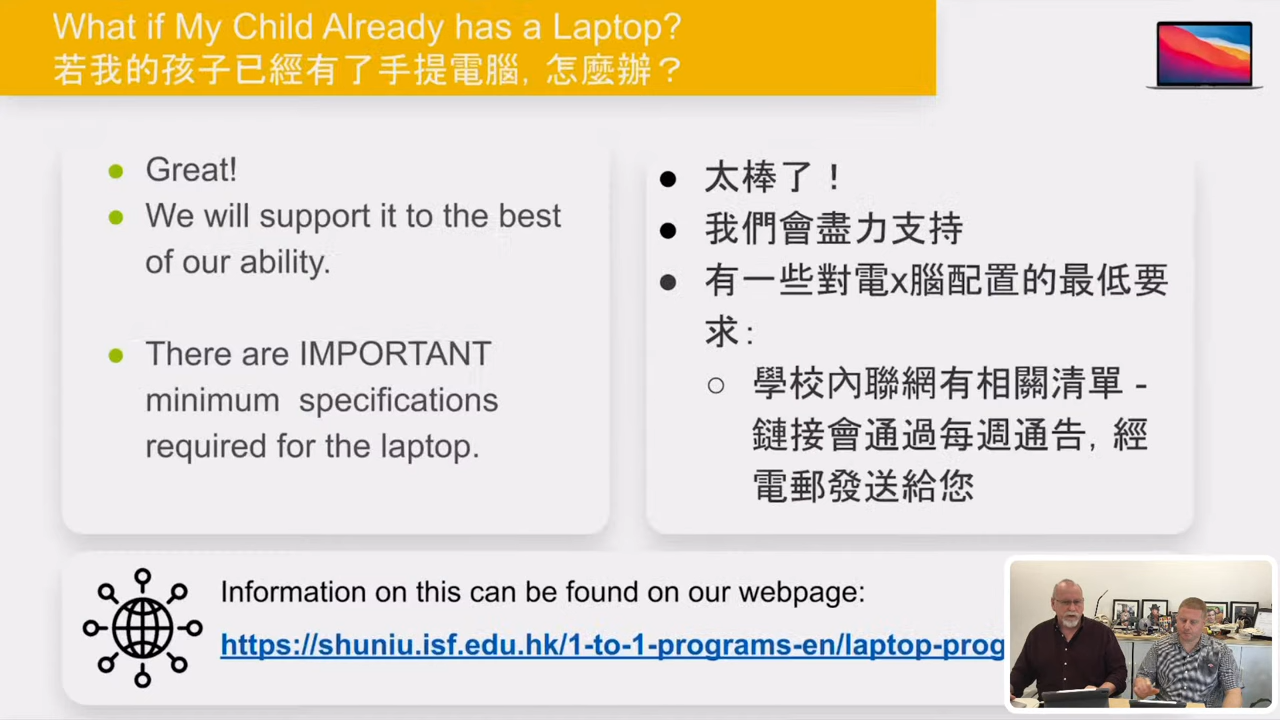 What if My Child Already has a Laptop?
若我的孩子已經有了手提電腦, 怎麼辦？
Great!
We will support it to the best
of our ability.
There are IMPORTANT
minimum specifications
required for the laptop.
太棒了！
我們會盡力支持
有一些對電x腦配置的最低要
求：
學校內聯網有相關清單 -
鏈接會通過每週通告, 經
電郵發送給您
Information on this can be found on our webpage:
https://shuniu.isf.edu.hk/1-to-1-programs-en/laptop-prog